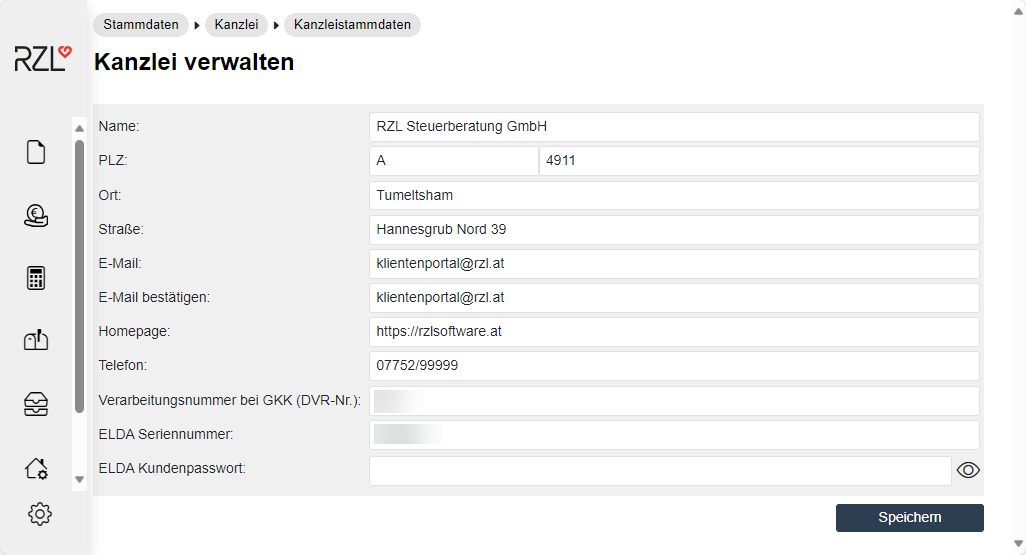 Stammdaten Kanzlei Kanzleistammdaten
RZL
Kanzlei verwalten
Name: RZL Steuerberatung GmbH
PLZ: A 4911
Ort: Tumeltsham
Straße: Hannesgrub Nord 39
E-Mail: klientenportal@rzl.at
E-Mail bestätigen: klientenportal@rzl.at
Homepage: https://rzlsoftware.at
Telefon: 07752/99999
Verarbeitungsnummer bei GKK (DVR-Nr.):
ELDA Seriennummer:
ELDA Kundenpasswort:
Speichern